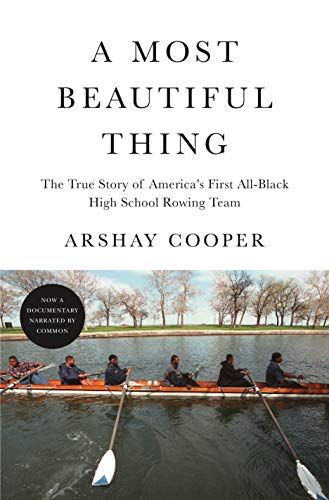 A MOST
BEAUTIFUL
THING
The True Story of America's First All-Black
High School Rowing Team
ARSHAY COOPER
NOW A
DOCUMENTARY
NARRATED BY
COMMON